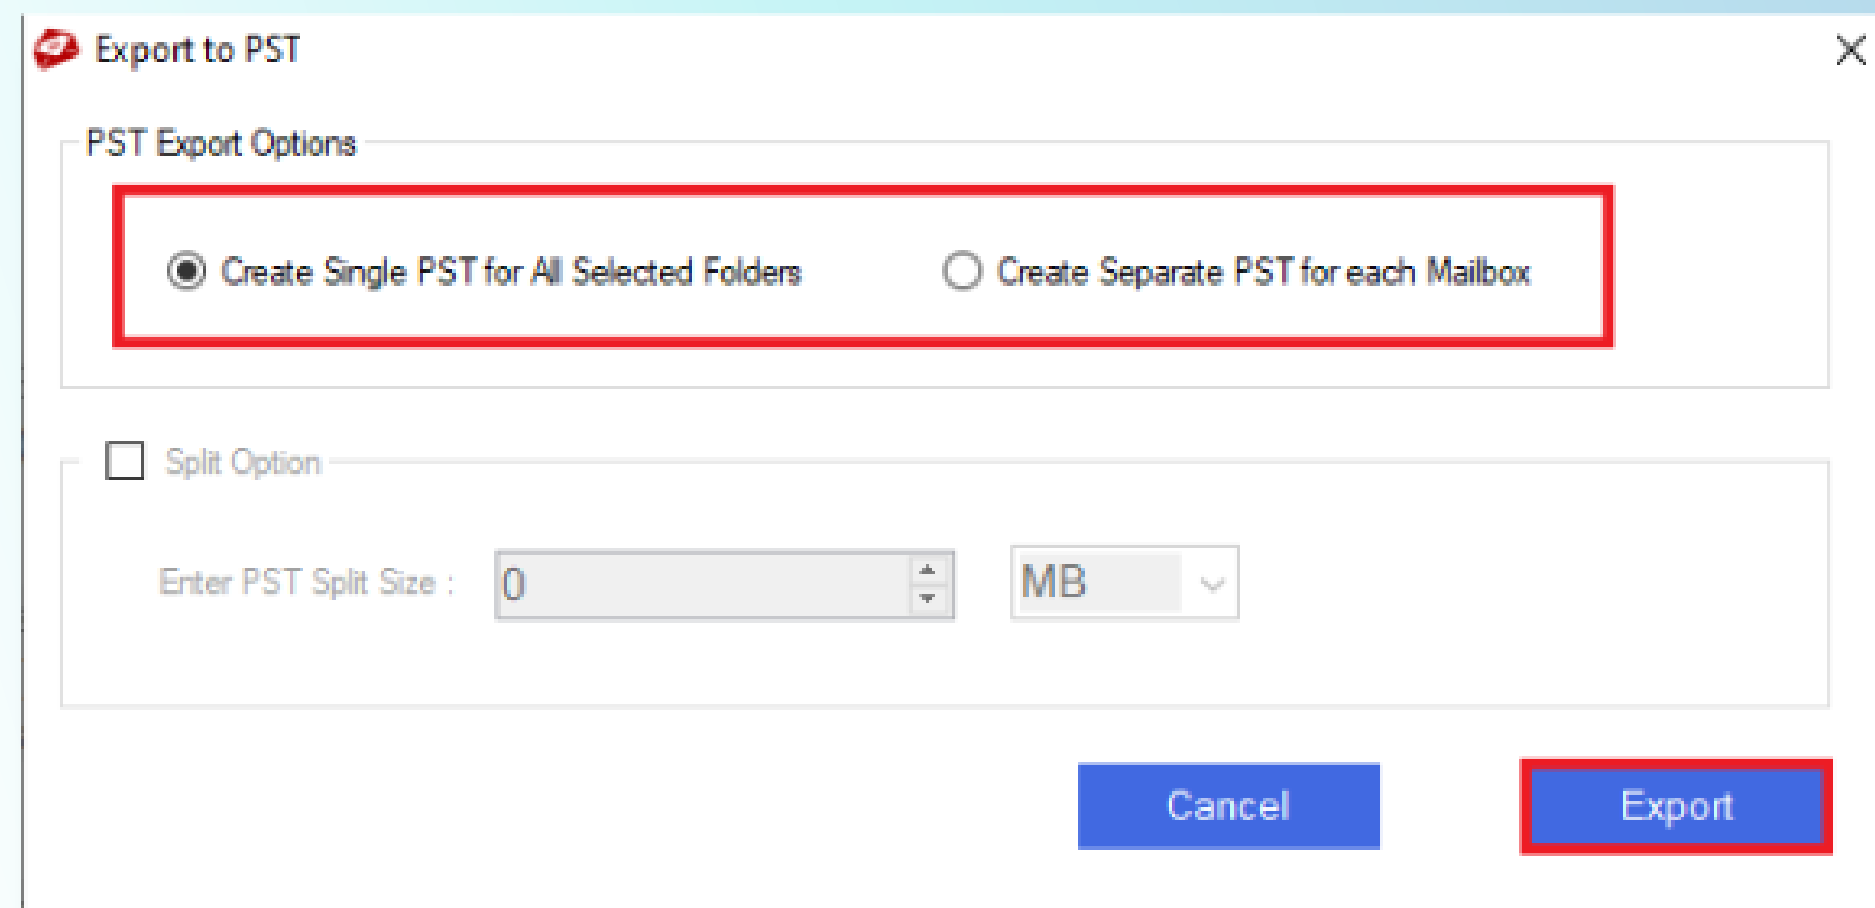 Export to PST
PST Export Options
Create Single PST for All Selected Folders
Create Separate PST for each Mailbox
Split Option
Enter PST Split Size :
0
MB
Cancel
Export